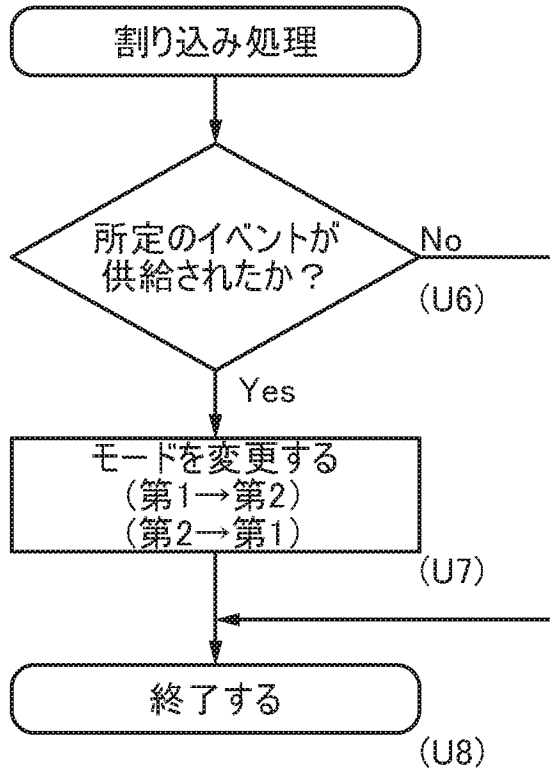 割り込み処理
所定のイベントが
供給されたか？
No
(U6)
Yes
モードを変更する
(第1→第2)
(第2→第1)
(U7)
終了する
(U8)